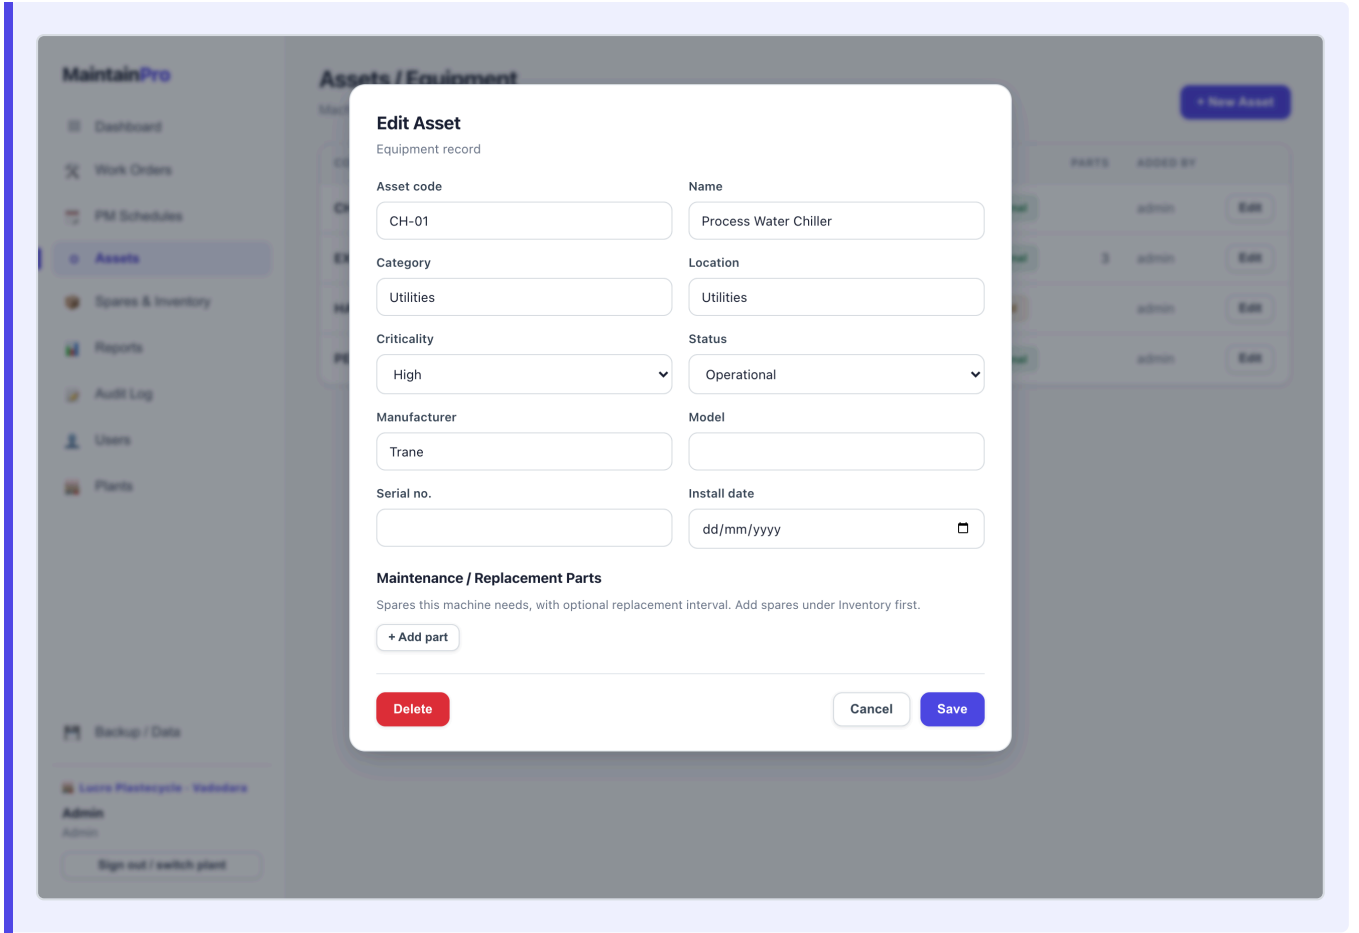 MaintainPro
Dashboard
Work Orders
PM Schedules
Assets
Spares & Inventory
Reports
Audit Log
Users
Plants
Backup / Data
Lucro Plastecycle - Vadodara
Admin
Admin
Sign out / switch plant
Assets / Equipment
+ New Asset
PARTS ADDED BY
admin Edit
3 admin Edit
admin Edit
admin Edit
Edit Asset
Equipment record
Asset code Name
CH-01 Process Water Chiller
Category Location
Utilities Utilities
Criticality Status
High Operational
Manufacturer Model
Trane
Serial no. Install date
dd/mm/yyyy
Maintenance / Replacement Parts
Spares this machine needs, with optional replacement interval. Add spares under Inventory first.
+ Add part
Delete Cancel Save